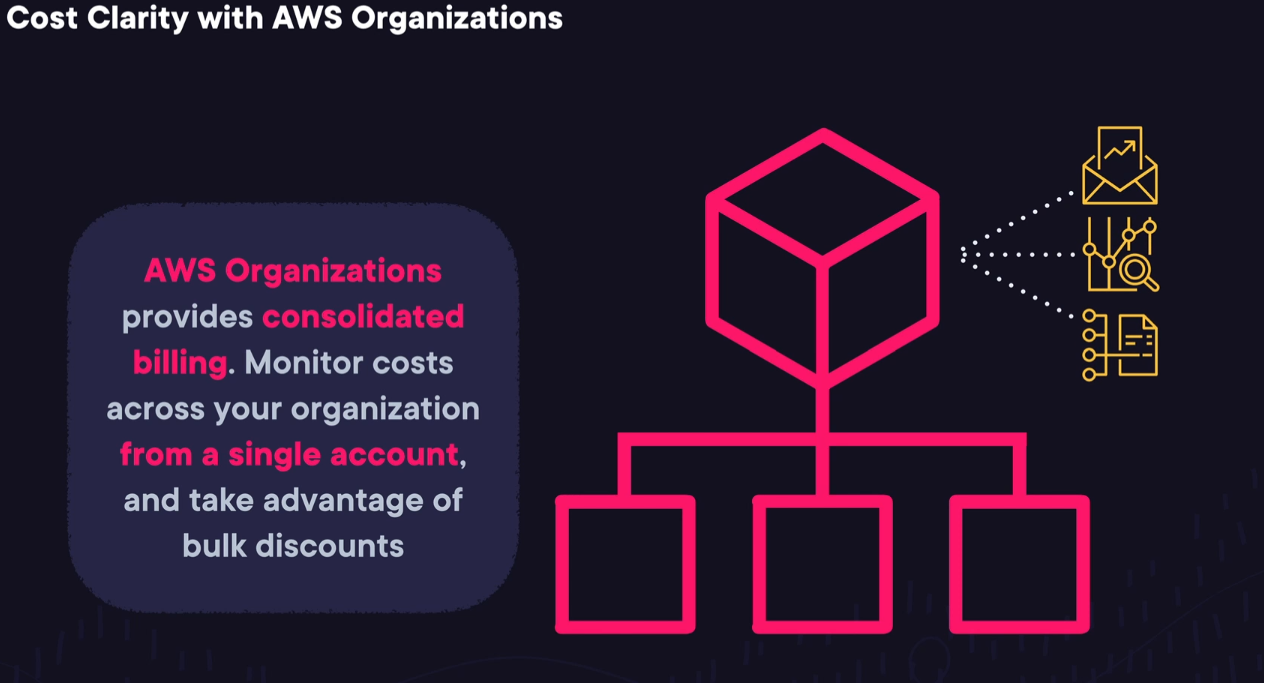 Cost Clarity with AWS Organizations
AWS Organizations
provides consolidated
billing. Monitor costs
across your organization
from a single account,
and take advantage of
bulk discounts